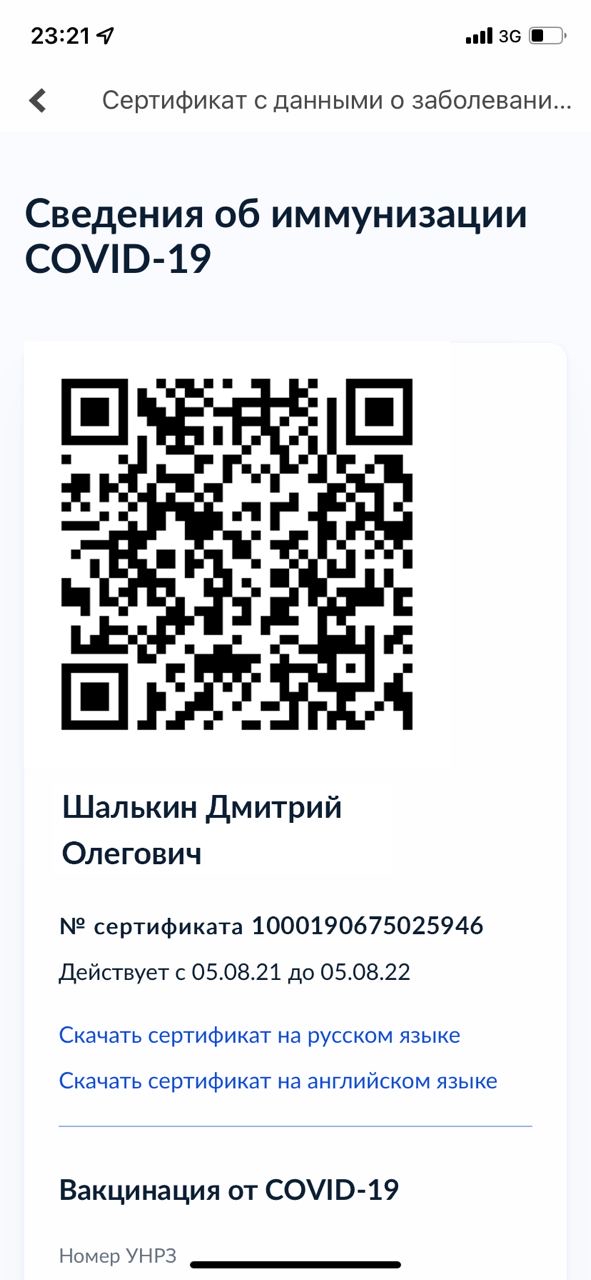 23:21
3G
Сертификат с данными о заболевани...
Сведения об иммунизации
COVID-19
Шалькин Дмитрий
Олегович
№ сертификата 1000190675025946
Действует с 05.08.21 до 05.08.22
Скачать сертификат на русском языке
Скачать сертификат на английском языке
Вакцинация от COVID-19
Номер УНРЗ